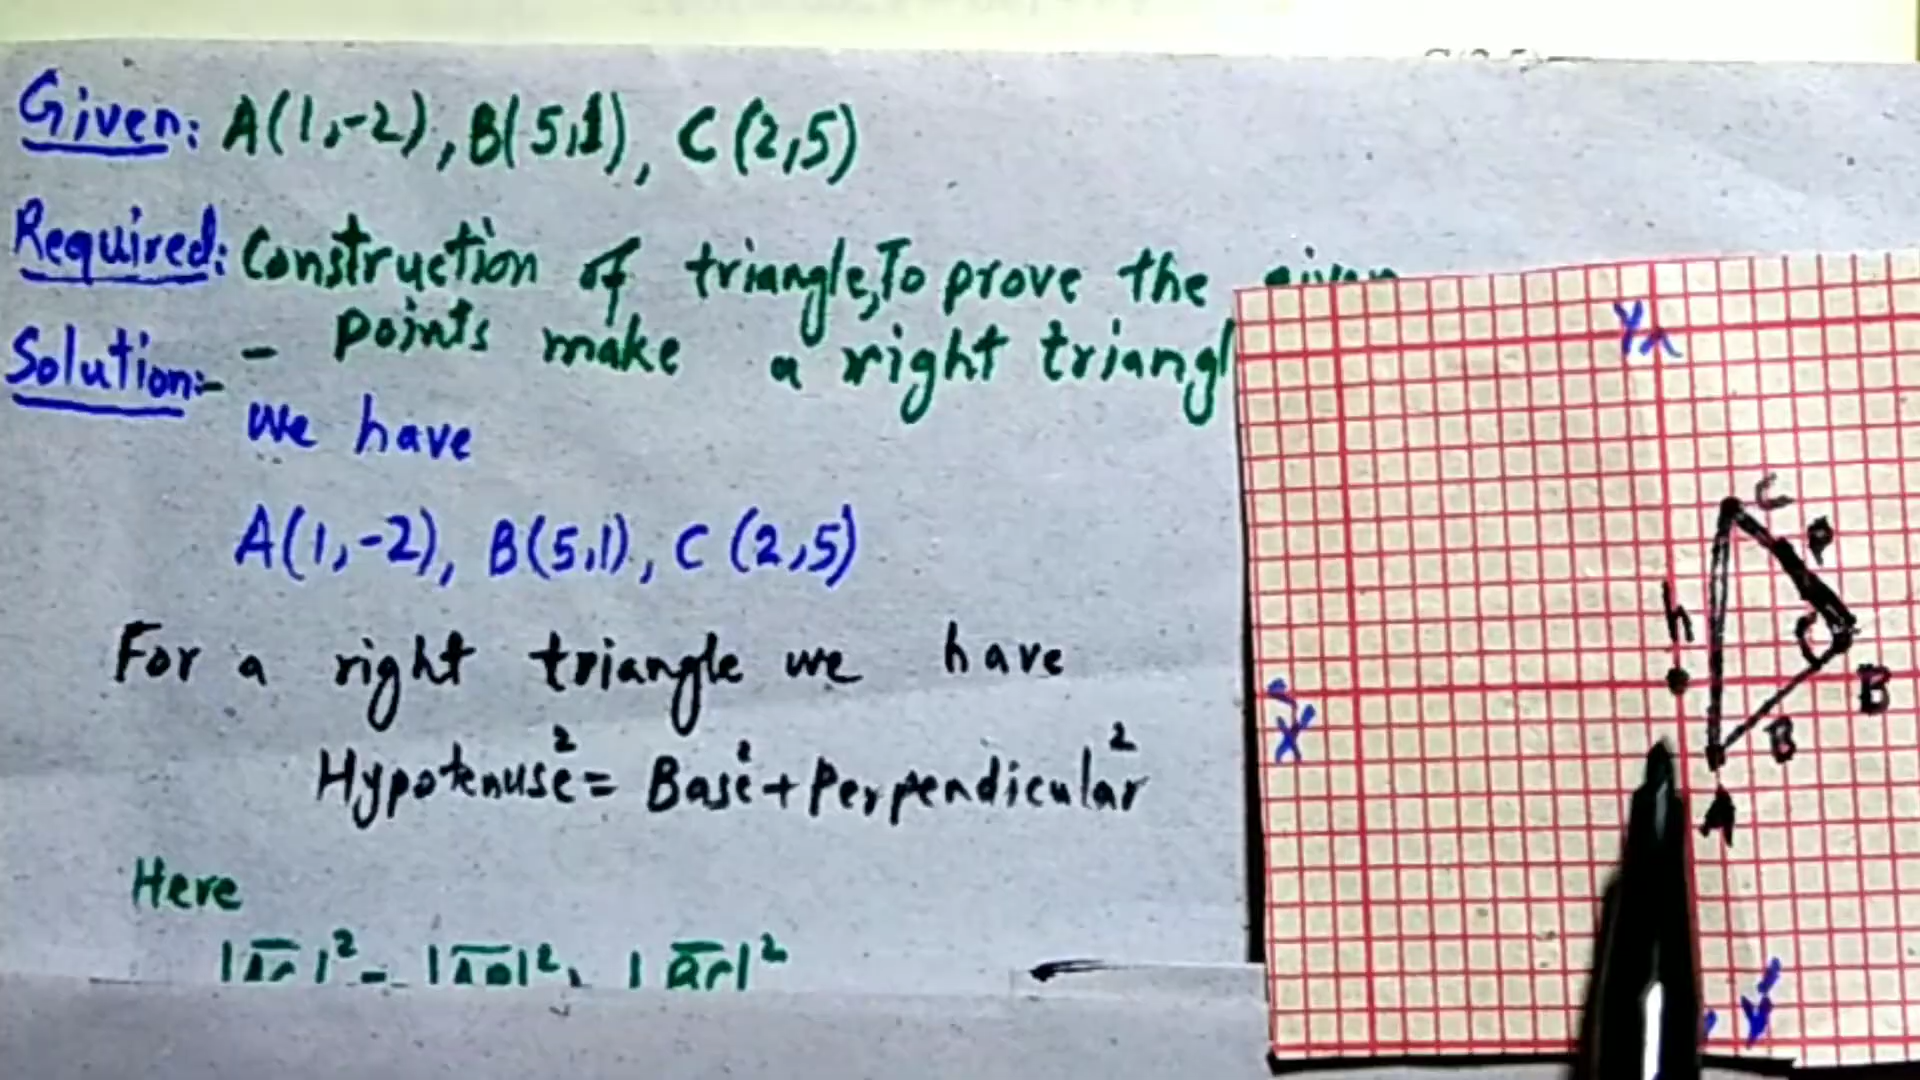 Given: A(1,-2), B(5,1), C(2,5)
Required: Construction of triangle, To prove the given
- points make a right triangl
Solution:-
we have
A(1,-2), B(5,1), C(2,5)
For a right triangle we have
Hypotenuse² = Base² + Perpendicular²
Here
Y
C
P
h
B
X'
B
A
Y'